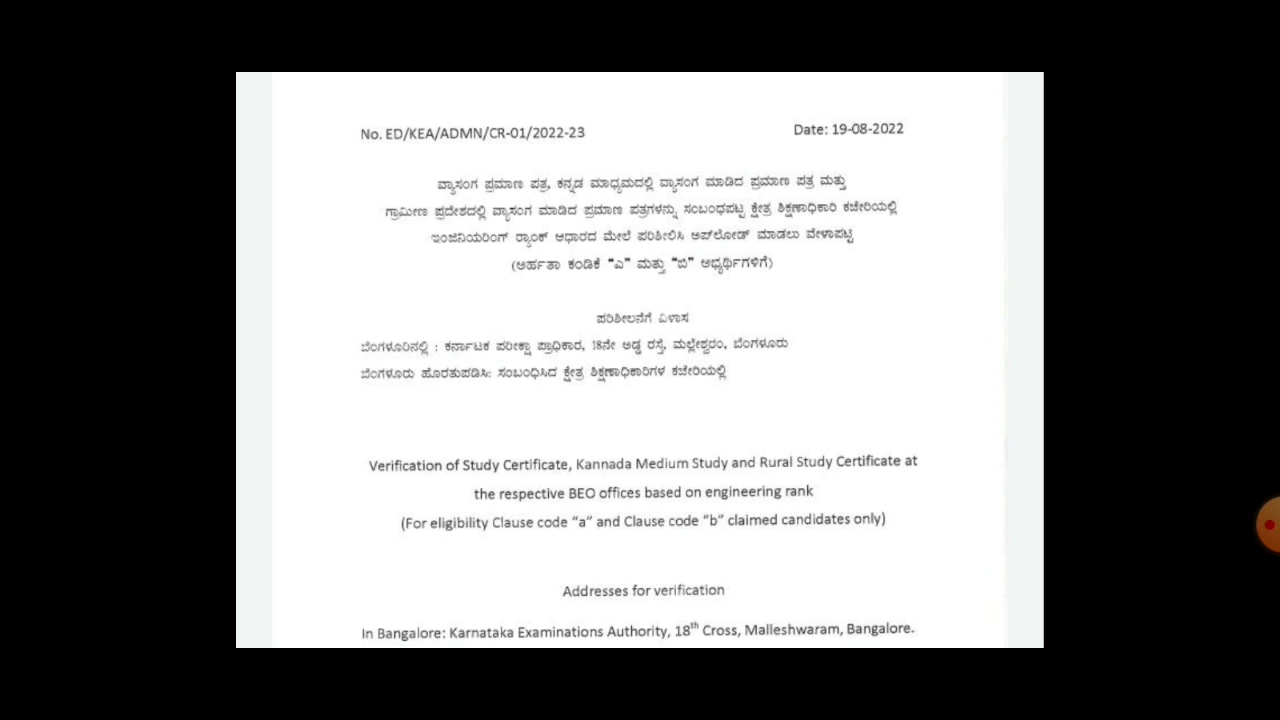 No. ED/KEA/ADMN/CR-01/2022-23 Date: 19-08-2022
ವ್ಯಾಸಂಗ ಪ್ರಮಾಣ ಪತ್ರ, ಕನ್ನಡ ಮಾಧ್ಯಮದಲ್ಲಿ ವ್ಯಾಸಂಗ ಮಾಡಿದ ಪ್ರಮಾಣ ಪತ್ರ ಮತ್ತು
ಗ್ರಾಮೀಣ ಪ್ರದೇಶದಲ್ಲಿ ವ್ಯಾಸಂಗ ಮಾಡಿದ ಪ್ರಮಾಣ ಪತ್ರಗಳನ್ನು ಸಂಬಂಧಪಟ್ಟ ಕ್ಷೇತ್ರ ಶಿಕ್ಷಣಾಧಿಕಾರಿ ಕಚೇರಿಯಲ್ಲಿ
ಇಂಜಿನಿಯರಿಂಗ್ ರ‍್ಯಾಂಕ್ ಆಧಾರದ ಮೇಲೆ ಪರಿಶೀಲಿಸಿ ಅಪ್‌ಲೋಡ್ ಮಾಡಲು ವೇಳಾಪಟ್ಟಿ
(ಅರ್ಹತಾ ಕಂಡಿಕೆ "ಎ" ಮತ್ತು "ಬಿ" ಅಭ್ಯರ್ಥಿಗಳಿಗೆ)
ಪರಿಶೀಲನೆಗೆ ವಿಳಾಸ
ಬೆಂಗಳೂರಿನಲ್ಲಿ : ಕರ್ನಾಟಕ ಪರೀಕ್ಷಾ ಪ್ರಾಧಿಕಾರ, 18ನೇ ಅಡ್ಡ ರಸ್ತೆ, ಮಲ್ಲೇಶ್ವರಂ, ಬೆಂಗಳೂರು
ಬೆಂಗಳೂರು ಹೊರತುಪಡಿಸಿ: ಸಂಬಂಧಿಸಿದ ಕ್ಷೇತ್ರ ಶಿಕ್ಷಣಾಧಿಕಾರಿಗಳ ಕಚೇರಿಯಲ್ಲಿ
Verification of Study Certificate, Kannada Medium Study and Rural Study Certificate at
the respective BEO offices based on engineering rank
(For eligibility Clause code "a" and Clause code "b" claimed candidates only)
Addresses for verification
In Bangalore: Karnataka Examinations Authority, 18th Cross, Malleshwaram, Bangalore.